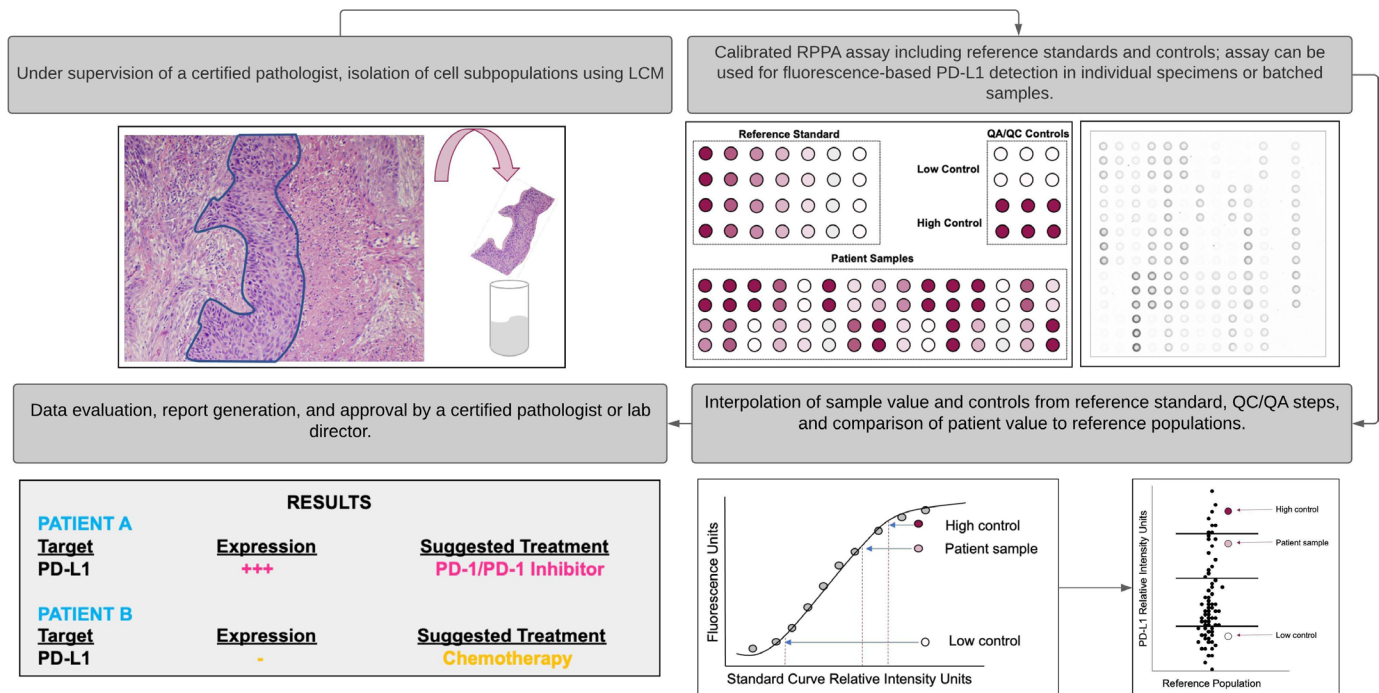 Under supervision of a certified pathologist, isolation of cell subpopulations using LCM
Calibrated RPPA assay including reference standards and controls; assay can be
used for fluorescence-based PD-L1 detection in individual specimens or batched
samples.
Reference Standard
QA/QC Controls
Low Control
High Control
Patient Samples
Data evaluation, report generation, and approval by a certified pathologist or lab
director.
Interpolation of sample value and controls from reference standard, QC/QA steps,
and comparison of patient value to reference populations.
RESULTS
PATIENT A
Target Expression Suggested Treatment
PD-L1 +++ PD-1/PD-1 Inhibitor
PATIENT B
Target Expression Suggested Treatment
PD-L1 - Chemotherapy
Fluorescence Units
High control
Patient sample
Low control
Standard Curve Relative Intensity Units
PD-L1 Relative Intensity Units
High control
Patient sample
Low control
Reference Population